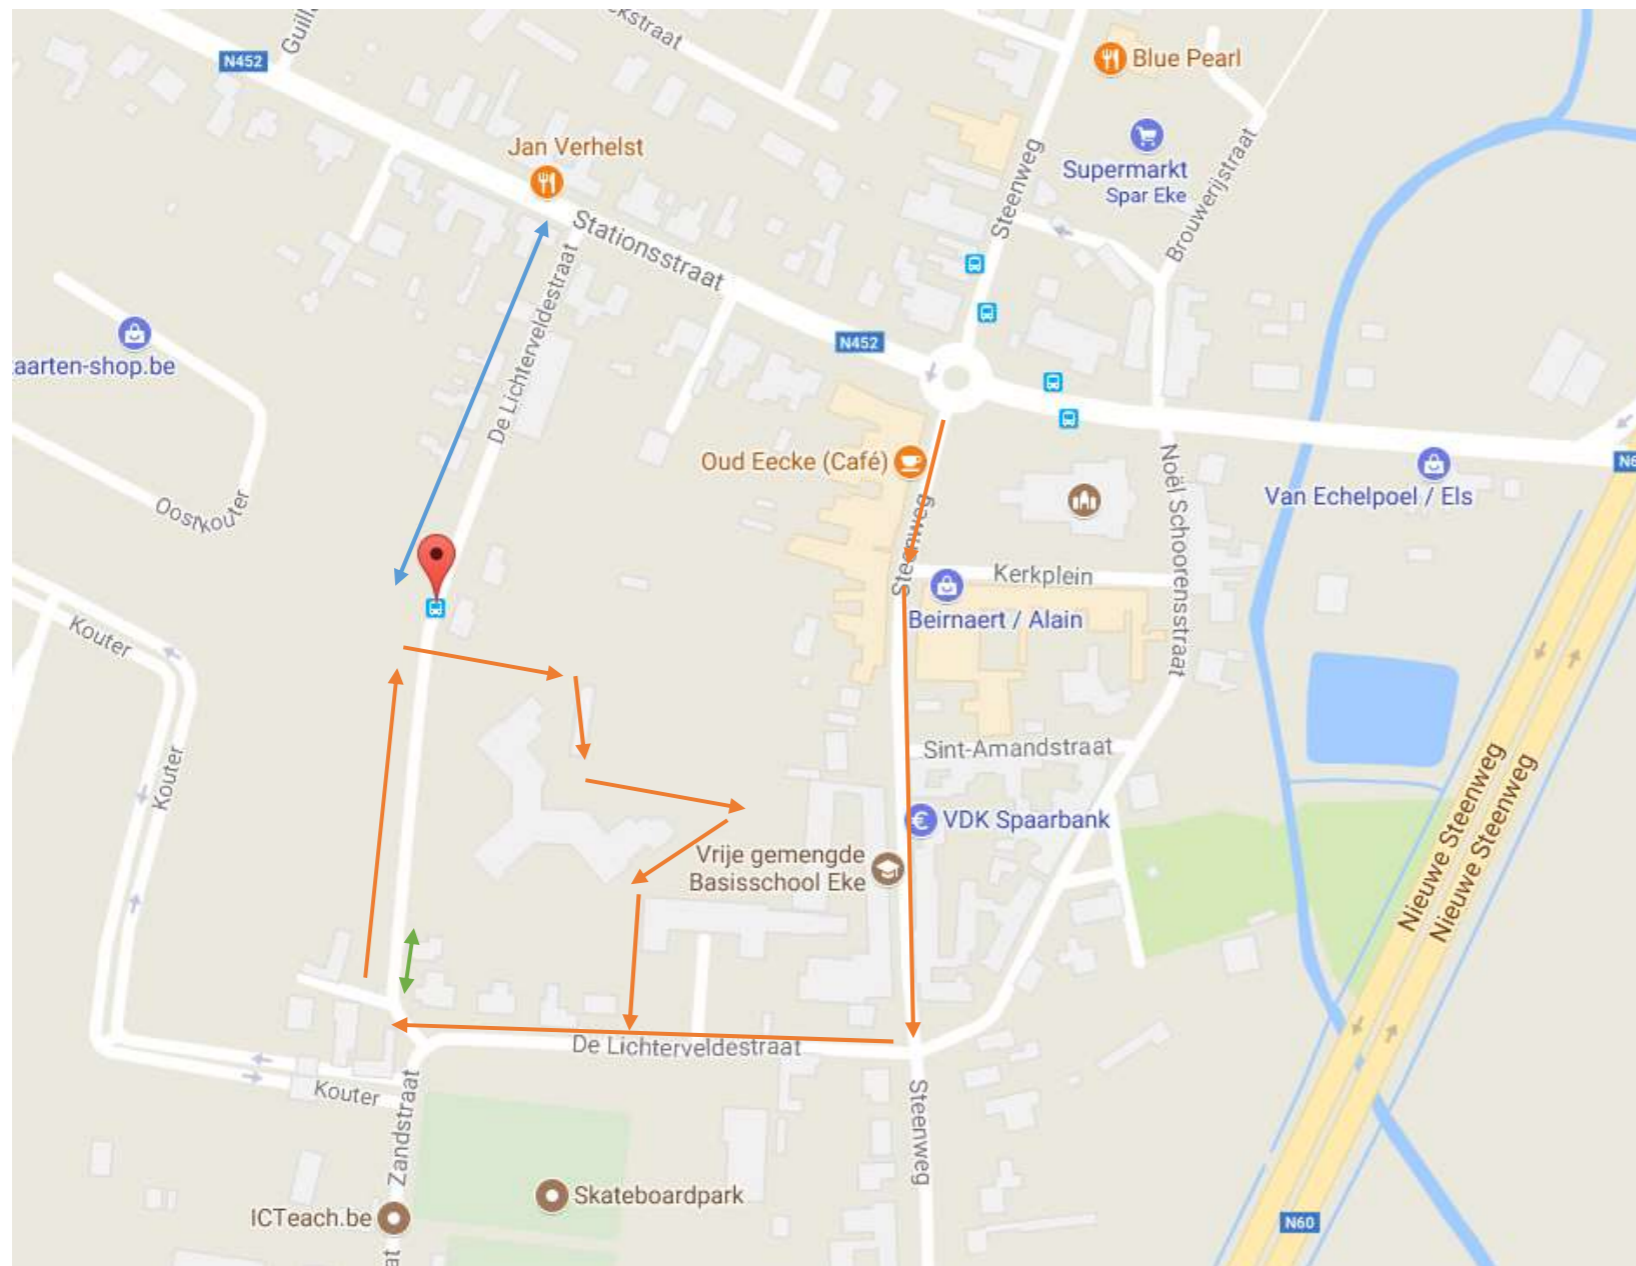 N452
Blue Pearl
Jan Verhelst
Steenweg
Supermarkt
Spar Eke
Brouwerijstraat
Stationsstraat
De Lichterveldestraat
N452
aarten-shop.be
Oud Eecke (Café)
Van Echelpoel / Els
Oostkouter
Steenweg
Noël Schoorensstraat
Kerkplein
Steenweg
Beirnaert / Alain
Kouter
Kouter
Sint-Amandstraat
VDK Spaarbank
Nieuwe Steenweg
Nieuwe Steenweg
Vrije gemengde
Basisschool Eke
De Lichterveldestraat
Kouter
Zandstraat
Steenweg
Skateboardpark
ICTeach.be
N60